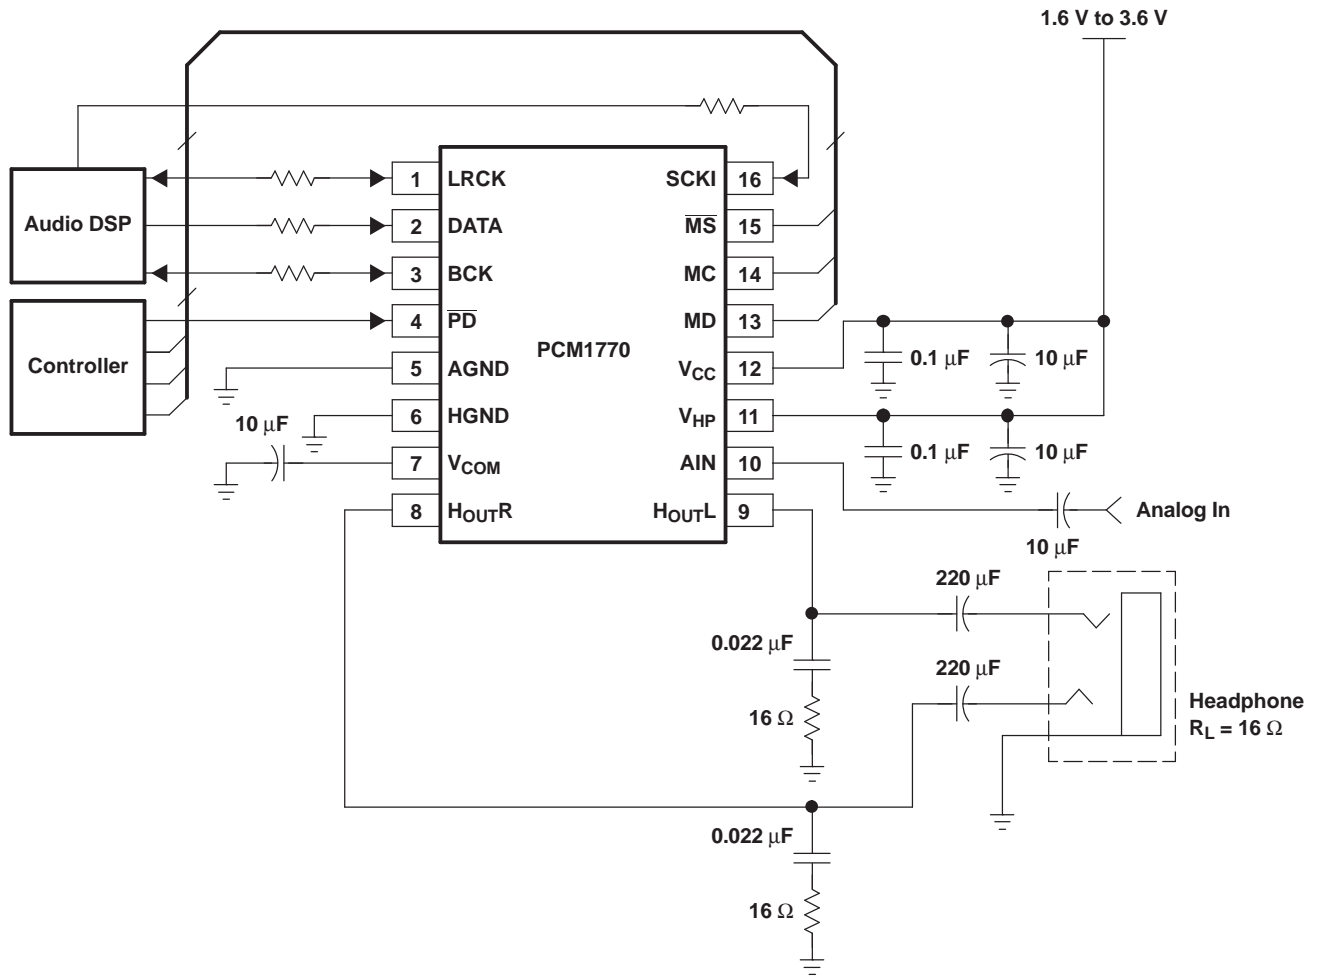 1.6 V to 3.6 V
Audio DSP
Controller
PCM1770
1 LRCK
2 DATA
3 BCK
4 P̅D̅
5 AGND
6 HGND
7 VCOM
8 HOUTR
SCKI 16
M̅S̅ 15
MC 14
MD 13
VCC 12
VHP 11
AIN 10
HOUTL 9
10 μF
0.1 μF
10 μF
0.1 μF
10 μF
Analog In
10 μF
220 μF
0.022 μF
220 μF
16 Ω
Headphone
RL = 16 Ω
0.022 μF
16 Ω